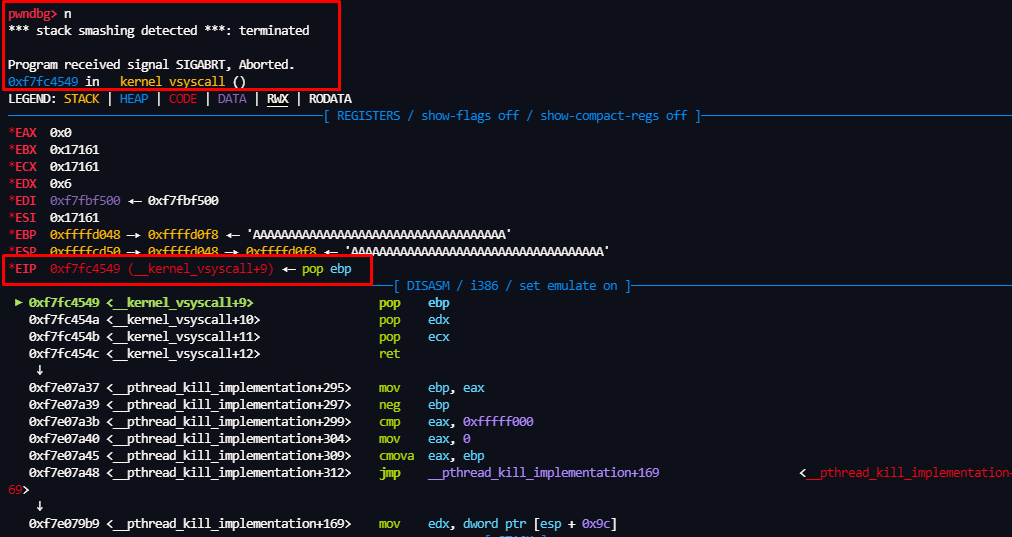 pwndbg> n
*** stack smashing detected ***: terminated
Program received signal SIGABRT, Aborted.
0xf7fc4549 in __kernel_vsyscall ()
LEGEND: STACK | HEAP | CODE | DATA | RWX | RODATA
[ REGISTERS / show-flags off / show-compact-regs off ]
*EAX 0x0
*EBX 0x17161
*ECX 0x17161
*EDX 0x6
*EDI 0xf7fbf500 ← 0xf7fbf500
*ESI 0x17161
*EBP 0xffffd048 → 0xffffd0f8 ← 'AAAAAAAAAAAAAAAAAAAAAAAAAAAAAAAAAAAA'
*ESP 0xffffcd50 → 0xffffd048 → 0xffffd0f8 ← 'AAAAAAAAAAAAAAAAAAAAAAAAAAAAAAAAAAAA'
*EIP 0xf7fc4549 (__kernel_vsyscall+9) ← pop ebp
[ DISASM / i386 / set emulate on ]
► 0xf7fc4549 <__kernel_vsyscall+9> pop ebp
0xf7fc454a <__kernel_vsyscall+10> pop edx
0xf7fc454b <__kernel_vsyscall+11> pop ecx
0xf7fc454c <__kernel_vsyscall+12> ret
↓
0xf7e07a37 <__pthread_kill_implementation+295> mov ebp, eax
0xf7e07a39 <__pthread_kill_implementation+297> neg ebp
0xf7e07a3b <__pthread_kill_implementation+299> cmp eax, 0xfffff000
0xf7e07a40 <__pthread_kill_implementation+304> mov eax, 0
0xf7e07a45 <__pthread_kill_implementation+309> cmova eax, ebp
0xf7e07a48 <__pthread_kill_implementation+312> jmp __pthread_kill_implementation+169 <__pthread_kill_implementation+
69>
↓
0xf7e079b9 <__pthread_kill_implementation+169> mov edx, dword ptr [esp + 0x9c]